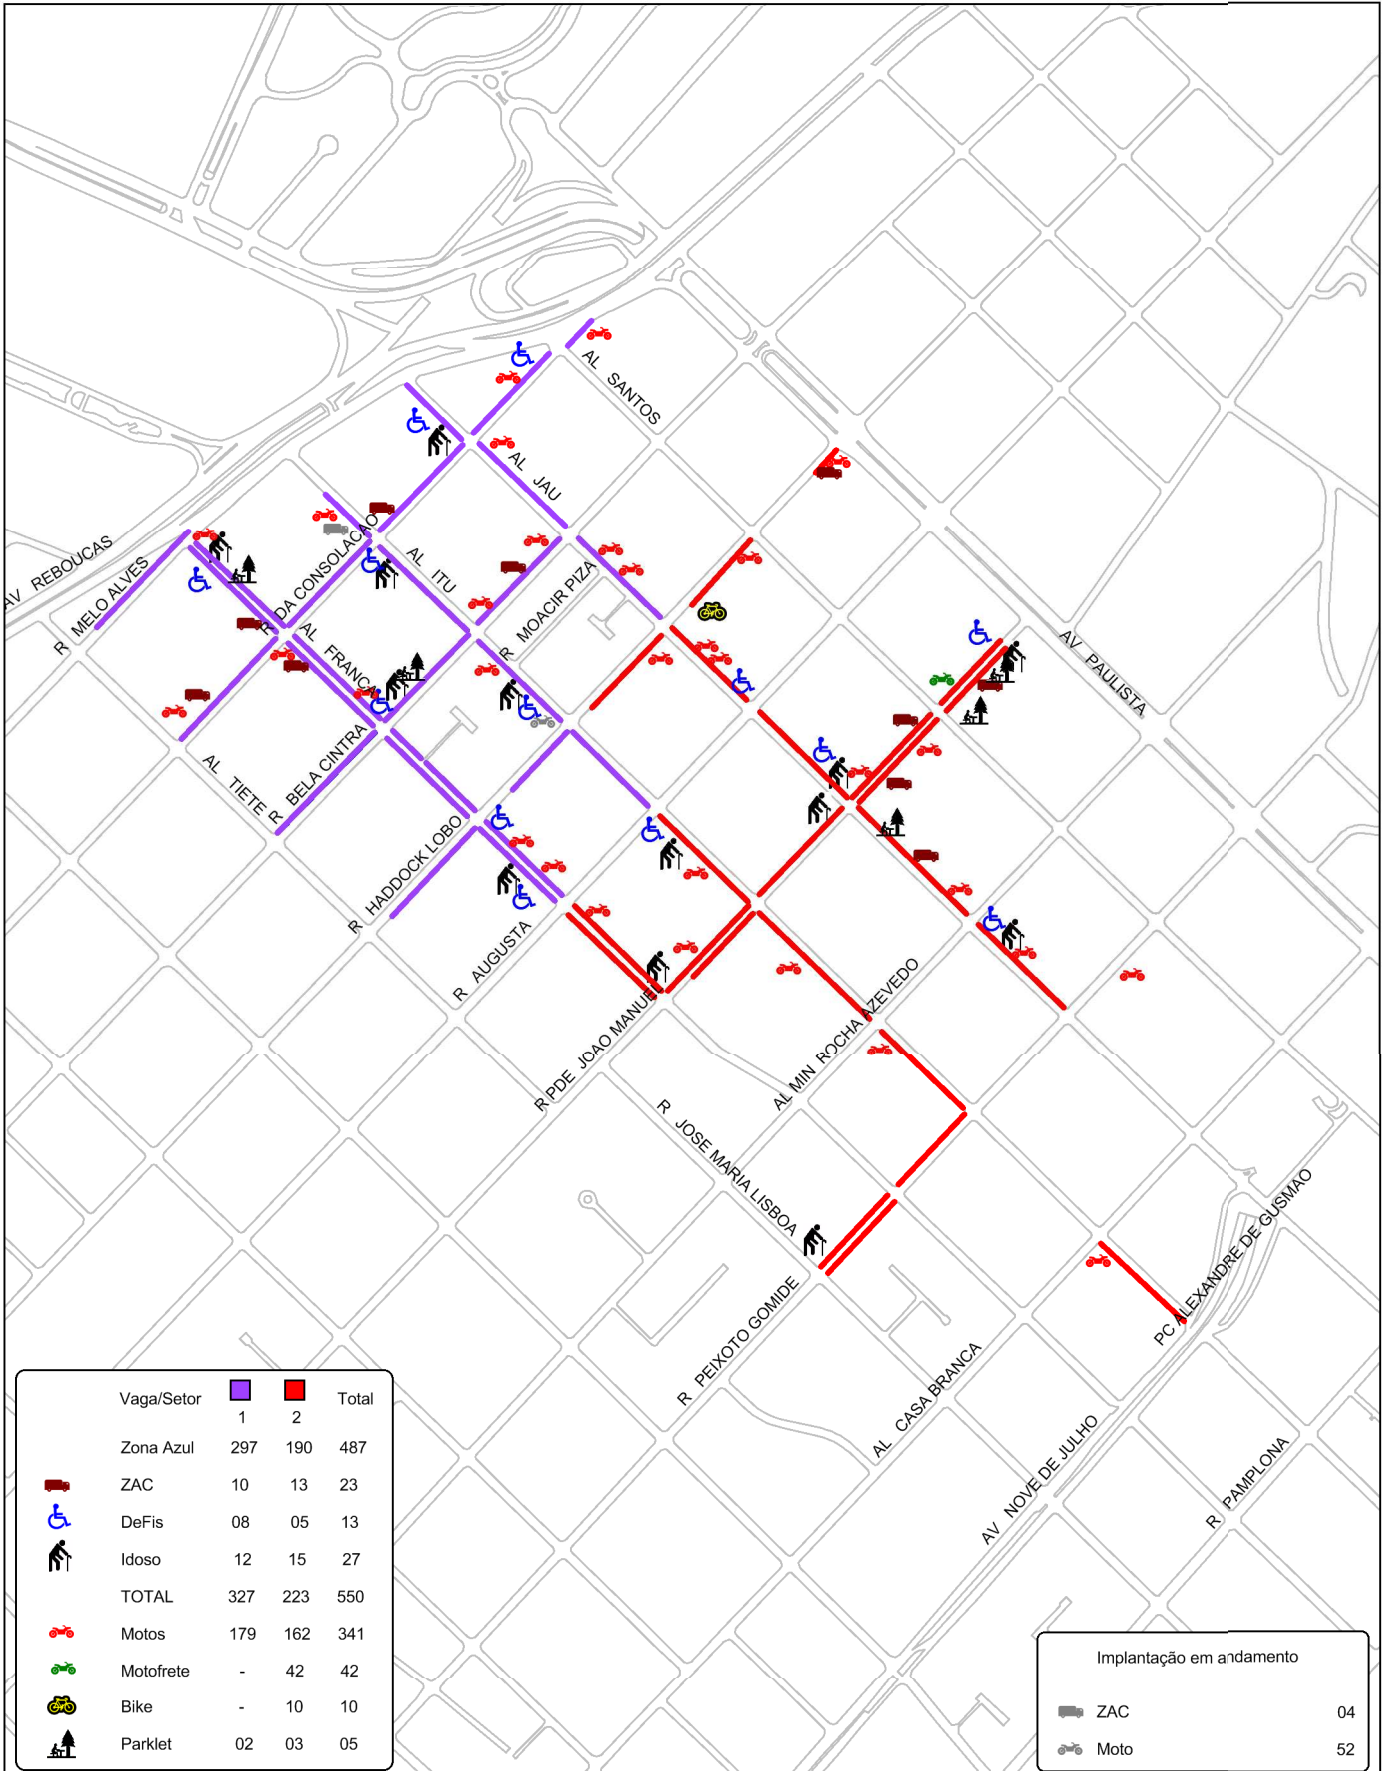 AL SANTOS
AL JAU
AV REBOUCAS
R MELO ALVES
R DA CONSOLACAO
AL ITU
R MOACIR PIZA
AL FRANCA
AV PAULISTA
AL TIETE
R BELA CINTRA
R HADDOCK LOBO
R AUGUSTA
R PDE JOAO MANUEL
AL MIN ROCHA AZEVEDO
R JOSE MARIA LISBOA
R PEIXOTO GOMIDE
PC ALEXANDRE DE GUSMAO
AL CASA BRANCA
AV NOVE DE JULHO
R PAMPLONA
Vaga/Setor 1 2 Total
Zona Azul 297 190 487
ZAC 10 13 23
DeFis 08 05 13
Idoso 12 15 27
TOTAL 327 223 550
Motos 179 162 341
Motofrete - 42 42
Bike - 10 10
Parklet 02 03 05
Implantação em andamento
ZAC 04
Moto 52